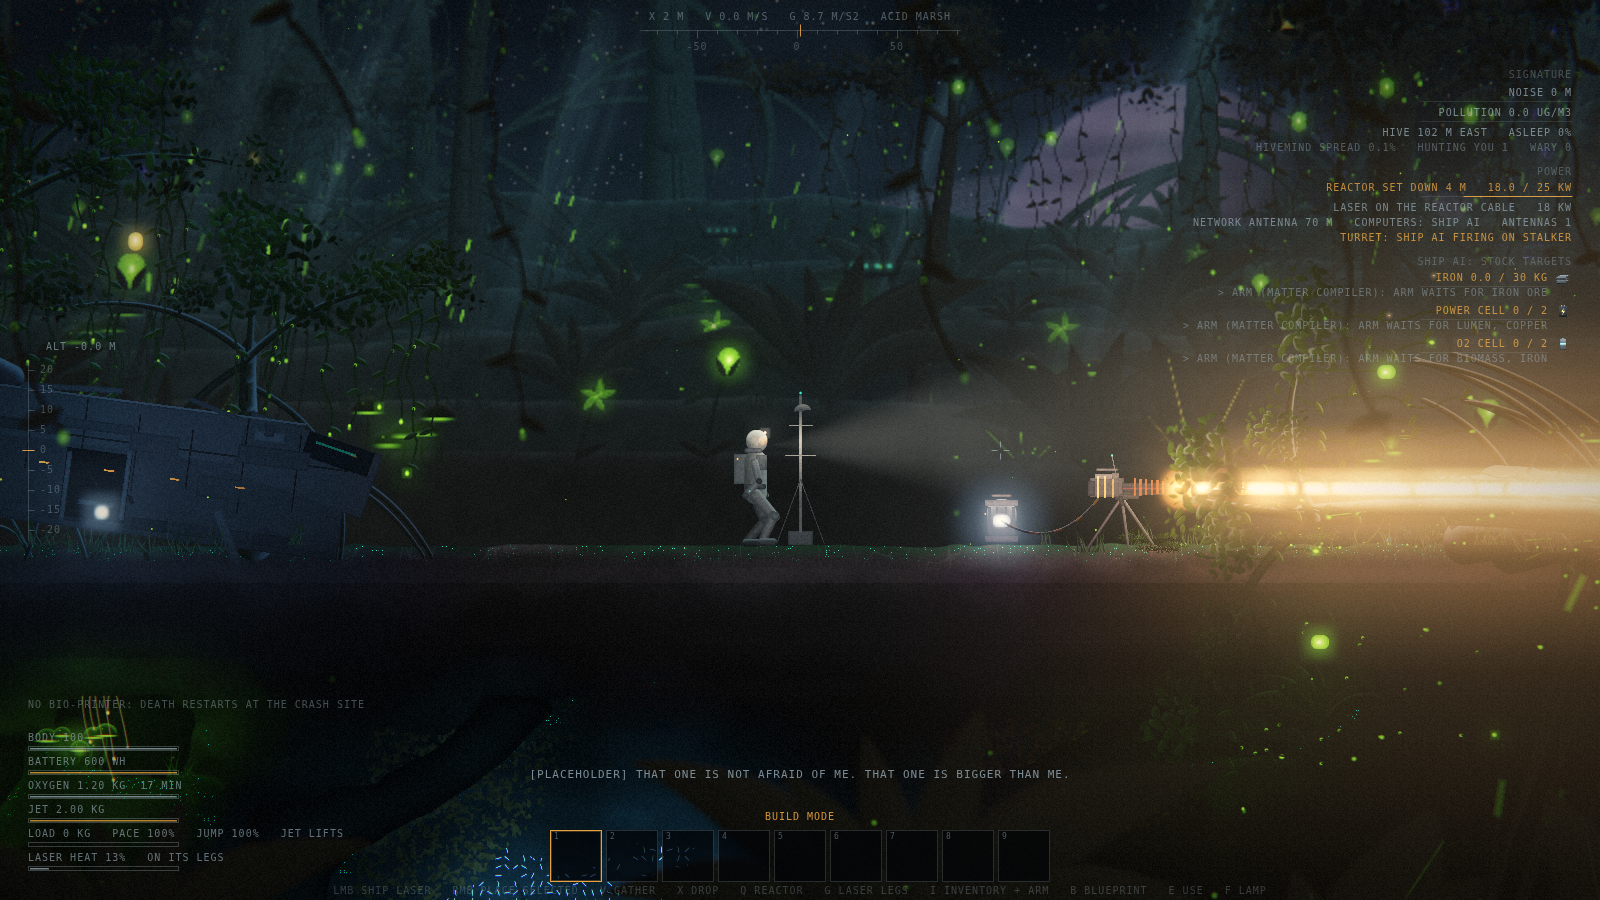 X 2 M V 0.0 M/S G 8.7 M/S2 ACID MARSH
-50 0 50
SIGNATURE
NOISE 0 M
POLLUTION 0.0 UG/M3
HIVE 102 M EAST ASLEEP 0%
HIVEMIND SPREAD 0.1% HUNTING YOU 1 WARY 0
POWER
REACTOR SET DOWN 4 M 18.0 / 25 KW
LASER ON THE REACTOR CABLE 18 KW
NETWORK ANTENNA 70 M COMPUTERS: SHIP AI ANTENNAS 1
TURRET: SHIP AI FIRING ON STALKER
SHIP AI: STOCK TARGETS
IRON 0.0 / 30 KG
> ARM (MATTER COMPILER): ARM WAITS FOR IRON ORE
POWER CELL 0 / 2
> ARM (MATTER COMPILER): ARM WAITS FOR LUMEN, COPPER
O2 CELL 0 / 2
> ARM (MATTER COMPILER): ARM WAITS FOR BIOMASS, IRON
ALT -0.0 M
20
15
10
5
0
-5
-10
-15
-20
NO BIO-PRINTER: DEATH RESTARTS AT THE CRASH SITE
BODY 100
BATTERY 600 WH
OXYGEN 1.20 KG 17 MIN
JET 2.00 KG
LOAD 0 KG PACE 100% JUMP 100% JET LIFTS
LASER HEAT 13% ON ITS LEGS
[PLACEHOLDER] THAT ONE IS NOT AFRAID OF ME. THAT ONE IS BIGGER THAN ME.
BUILD MODE
1 2 3 4 5 6 7 8 9
LMB SHIP LASER RMB PLACE SELECTED GATHER X DROP Q REACTOR G LASER LEGS I INVENTORY + ARM B BLUEPRINT E USE F LAMP